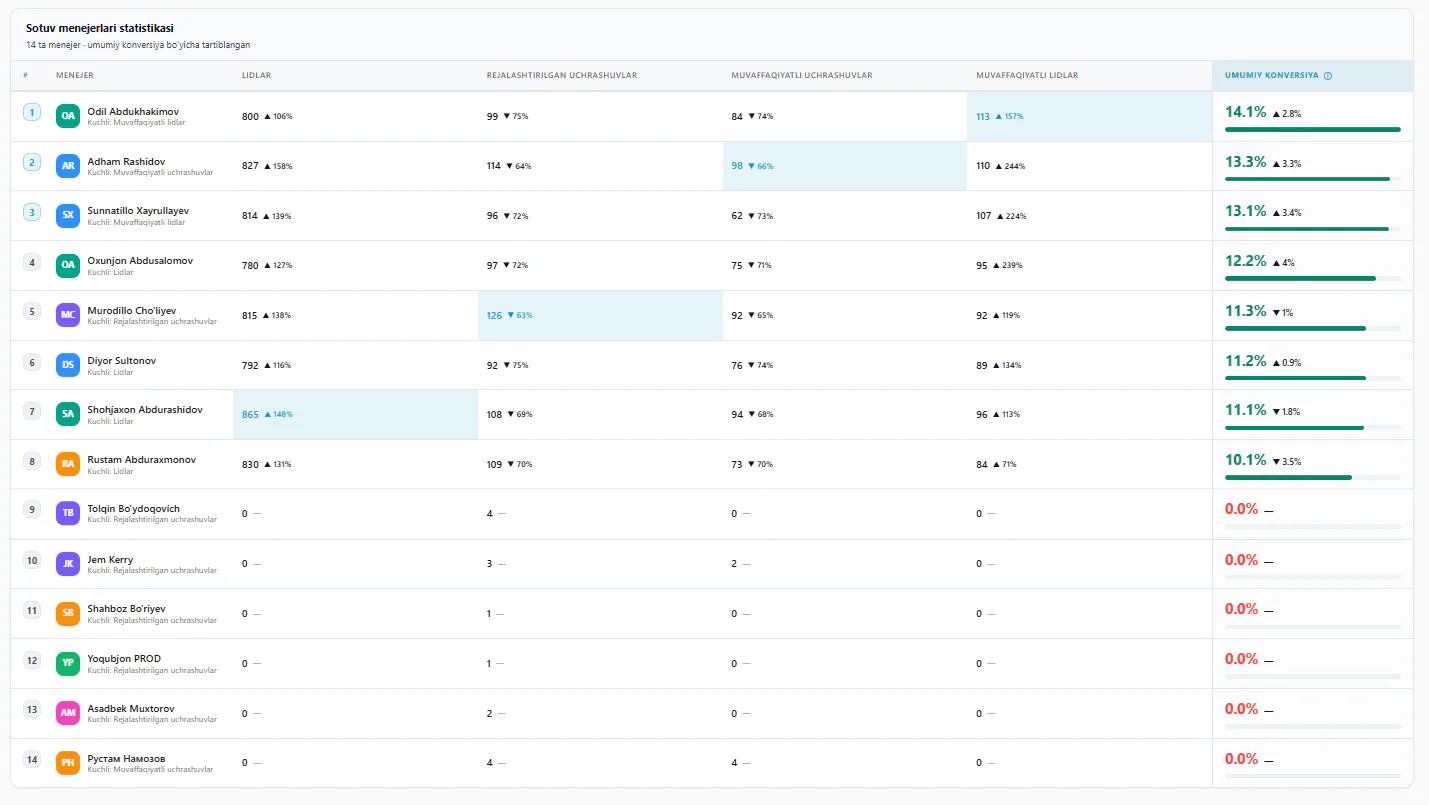 Sotuv menejerlari statistikasi
14 ta menejer · umumiy konversiya bo'yicha tartiblangan
# MENEJER LIDLAR REJALASHTIRILGAN UCHRASHUVLAR MUVAFFAQIYATLI UCHRASHUVLAR MUVAFFAQIYATLI LIDLAR UMUMIY KONVERSIYA ⓘ
1 OA Odil Abdukhakimov 800 ▲ 106% 99 ▼ 75% 84 ▼ 74% 113 ▲ 157% 14.1% ▲ 2.8%
Kuchli: Muvaffaqiyatli lidlar
2 AR Adham Rashidov 827 ▲ 158% 114 ▼ 64% 98 ▼ 66% 110 ▲ 244% 13.3% ▲ 3.3%
Kuchli: Muvaffaqiyatli uchrashuvlar
3 SX Sunnatillo Xayrullayev 814 ▲ 139% 96 ▼ 72% 62 ▼ 73% 107 ▲ 224% 13.1% ▲ 3.4%
Kuchli: Muvaffaqiyatli lidlar
4 OA Oxunjon Abdusalomov 780 ▲ 127% 97 ▼ 72% 75 ▼ 71% 95 ▲ 239% 12.2% ▲ 4%
Kuchli: Lidlar
5 MC Murodillo Cho'liyev 815 ▲ 138% 126 ▼ 63% 92 ▼ 65% 92 ▲ 119% 11.3% ▼ 1%
Kuchli: Rejalashtirilgan uchrashuvlar
6 DS Diyor Sultonov 792 ▲ 116% 92 ▼ 75% 76 ▼ 74% 89 ▲ 134% 11.2% ▲ 0.9%
Kuchli: Lidlar
7 SA Shohjaxon Abdurashidov 865 ▲ 148% 108 ▼ 69% 94 ▼ 68% 96 ▲ 113% 11.1% ▼ 1.8%
Kuchli: Lidlar
8 RA Rustam Abduraxmonov 830 ▲ 131% 109 ▼ 70% 73 ▼ 70% 84 ▲ 71% 10.1% ▼ 3.5%
Kuchli: Lidlar
9 TB Tolqin Bo'ydoqovich 0 — 4 — 0 — 0 — 0.0% —
Kuchli: Rejalashtirilgan uchrashuvlar
10 JK Jem Kerry 0 — 3 — 2 — 0 — 0.0% —
Kuchli: Rejalashtirilgan uchrashuvlar
11 SB Shahboz Bo'riyev 0 — 1 — 0 — 0 — 0.0% —
Kuchli: Rejalashtirilgan uchrashuvlar
12 YP Yoqubjon PROD 0 — 1 — 0 — 0 — 0.0% —
Kuchli: Rejalashtirilgan uchrashuvlar
13 AM Asadbek Muxtorov 0 — 2 — 0 — 0 — 0.0% —
Kuchli: Rejalashtirilgan uchrashuvlar
14 РН Рустам Намозов 0 — 4 — 4 — 0 — 0.0% —
Kuchli: Muvaffaqiyatli uchrashuvlar